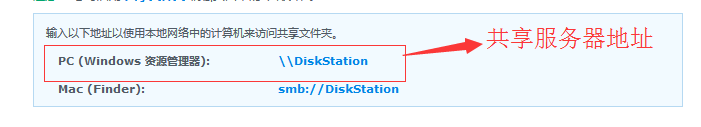 输入以下地址以使用本地网络中的计算机来访问共享文件夹。
共享服务器地址
PC (Windows 资源管理器): \\DiskStation
Mac (Finder): smb://DiskStation